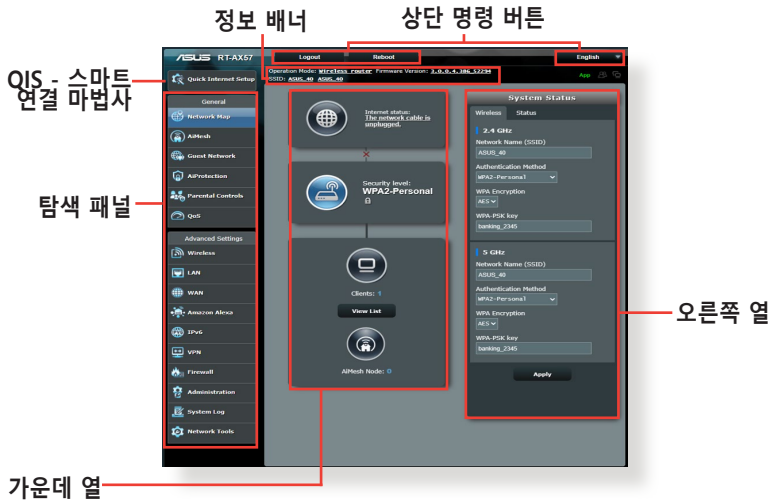 정보 배너
상단 명령 버튼
QIS - 스마트
연결 마법사
탐색 패널
가운데 열
오른쪽 열
ASUS RT-AX57
Logout
Reboot
English
Operation Mode: Wireless router Firmware Version: 3.0.0.4.386_52294
SSID: ASUS_40 ASUS_40
App
Quick Internet Setup
General
Network Map
AiMesh
Guest Network
AiProtection
Parental Controls
QoS
Advanced Settings
Wireless
LAN
WAN
Amazon Alexa
IPv6
VPN
Firewall
Administration
System Log
Network Tools
Internet status:
The network cable is
unplugged.
Security level:
WPA2-Personal
Clients: 1
View List
AiMesh Node: 0
System Status
Wireless
Status
2.4 GHz
Network Name (SSID)
ASUS_40
Authentication Method
WPA2-Personal
WPA Encryption
AES
WPA-PSK key
banking_2345
5 GHz
Network Name (SSID)
ASUS_40
Authentication Method
WPA2-Personal
WPA Encryption
AES
WPA-PSK key
banking_2345
Apply